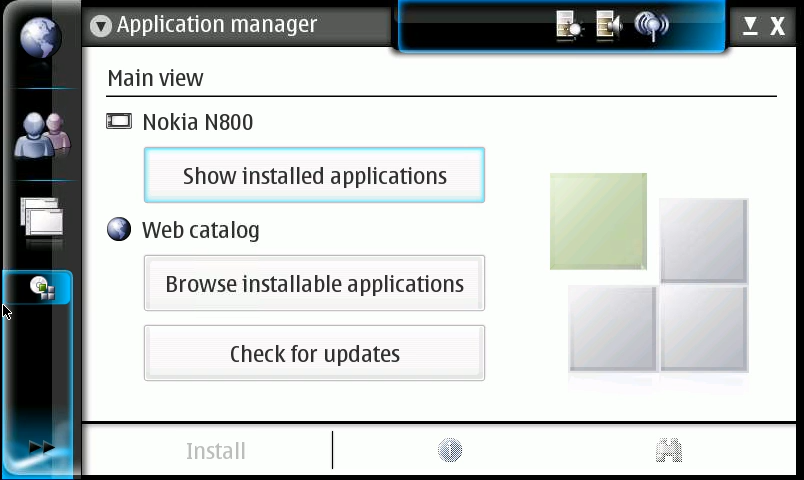 Application manager
Main view
Nokia N800
Show installed applications
Web catalog
Browse installable applications
Check for updates
Install